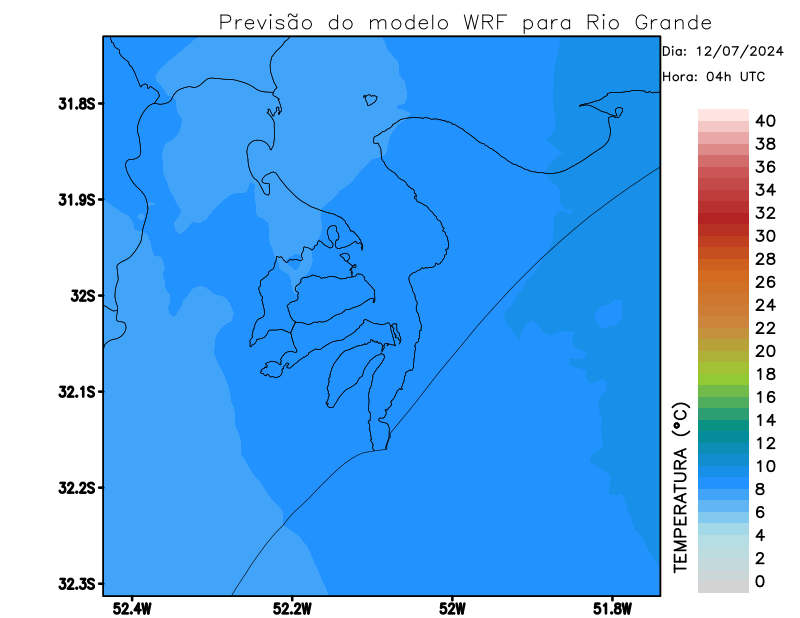 Previsão do modelo WRF para Rio Grande
Dia: 12/07/2024
Hora: 04h UTC
31.8S
31.9S
32S
32.1S
32.2S
32.3S
52.4W
52.2W
52W
51.8W
TEMPERATURA (°C)
40
38
36
34
32
30
28
26
24
22
20
18
16
14
12
10
8
6
4
2
0